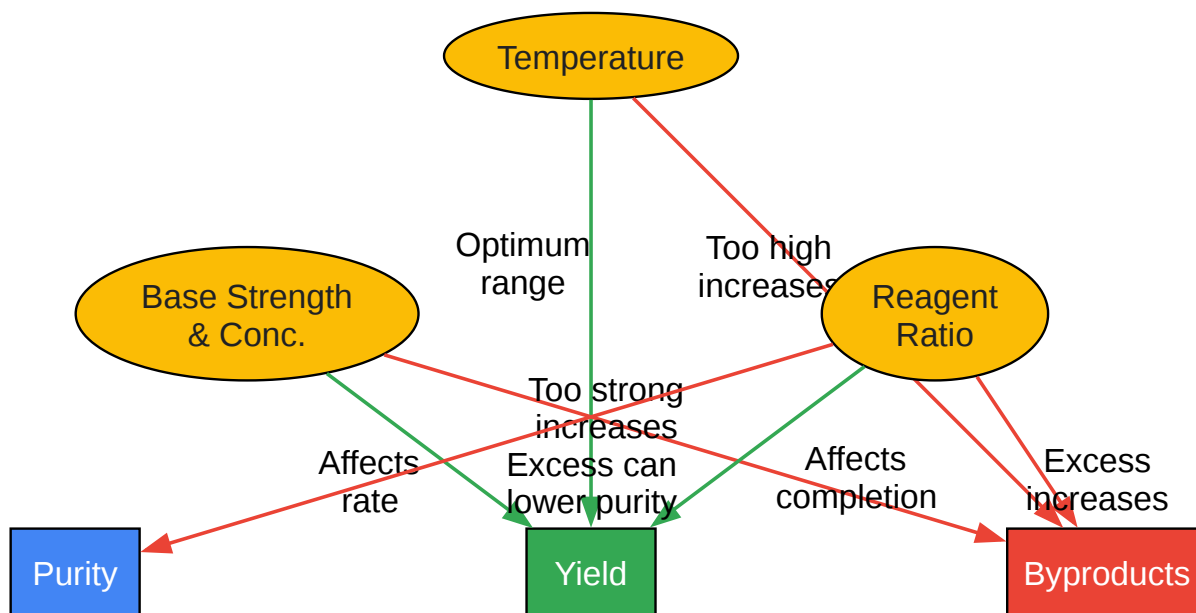 Temperature
Optimum
range
Too high
increases
Base Strength
& Conc.
Reagent
Ratio
Too strong
increases
Excess can
lower purity
Affects
rate
Affects
completion
Excess
increases
Purity
Yield
Byproducts